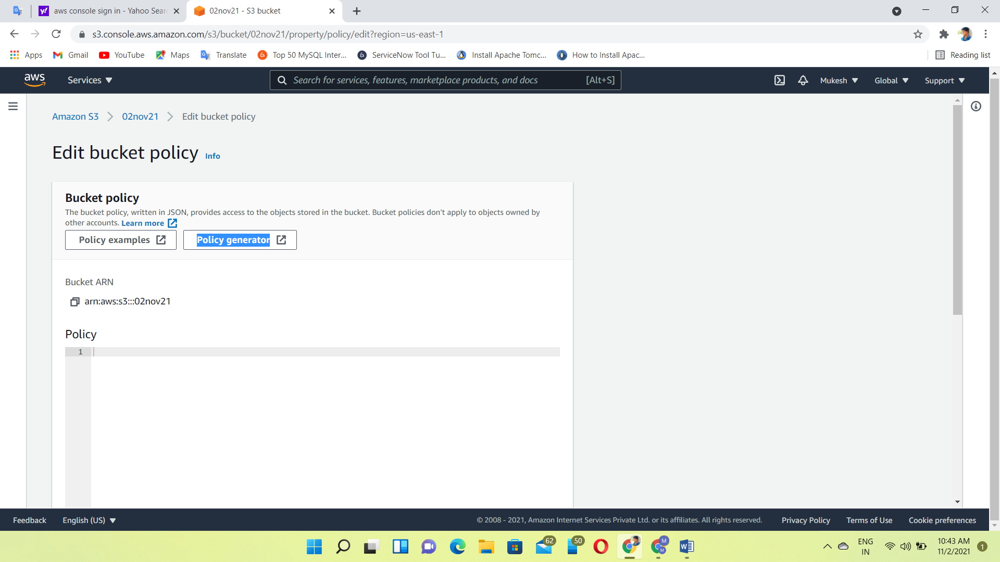 aws console sign in - Yahoo Sear
02nov21 - S3 bucket
s3.console.aws.amazon.com/s3/bucket/02nov21/property/policy/edit?region=us-east-1
Apps
Gmail
YouTube
Maps
Translate
Top 50 MySQL Inter...
ServiceNow Tool Tu...
Install Apache Tomc...
How to Install Apac...
Reading list
aws
Services
Search for services, features, marketplace products, and docs
[Alt+S]
Mukesh
Global
Support
Amazon S3
02nov21
Edit bucket policy
Edit bucket policy
Info
Bucket policy
The bucket policy, written in JSON, provides access to the objects stored in the bucket. Bucket policies don't apply to objects owned by
other accounts. Learn more
Policy examples
Policy generator
Bucket ARN
arn:aws:s3:::02nov21
Policy
1
Feedback
English (US)
© 2008 - 2021, Amazon Internet Services Private Ltd. or its affiliates. All rights reserved.
Privacy Policy
Terms of Use
Cookie preferences
62
50
M
M
ENG
IN
10:43 AM
11/2/2021
1